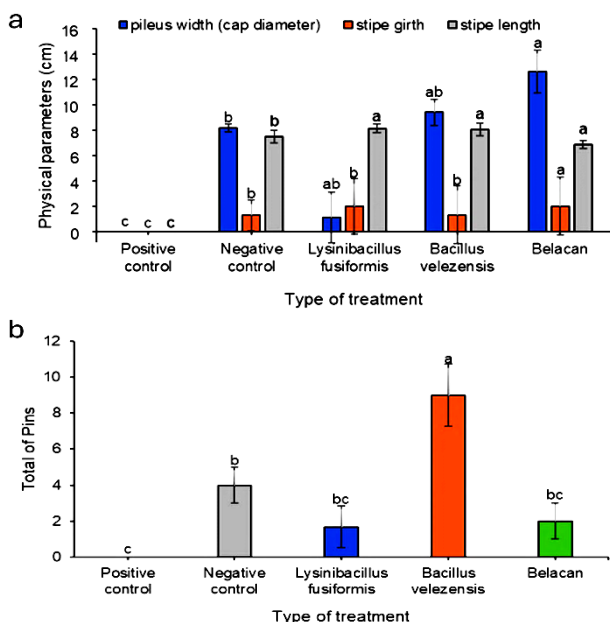 a
pileus width (cap diameter) stipe girth stipe length
Physical parameters (cm)
16
14
12
10
8
6
4
2
0
c c c
b b b
ab b a
ab b a
a a a
Positive control
Negative control
Lysinibacillus fusiformis
Bacillus velezensis
Belacan
Type of treatment
b
Total of Pins
12
10
8
6
4
2
0
c
b
bc
a
bc
Positive control
Negative control
Lysinibacillus fusiformis
Bacillus velezensis
Belacan
Type of treatment